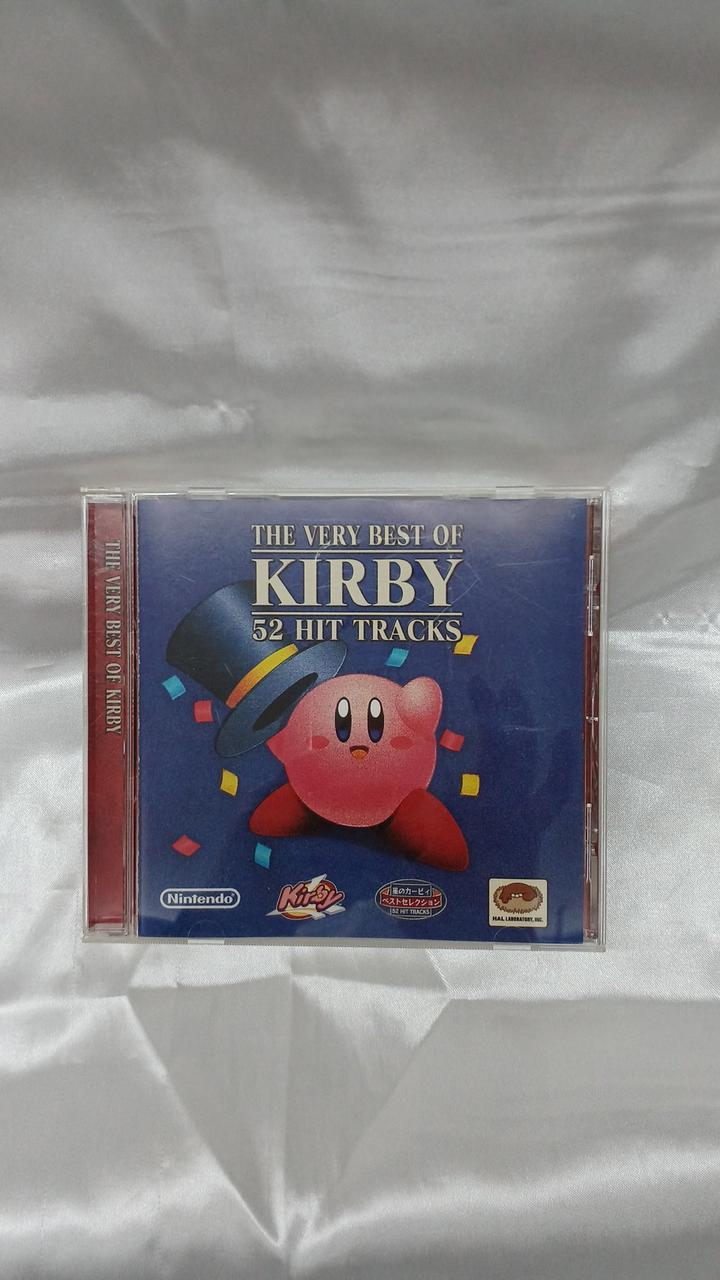 THE VERY BEST OF
KIRBY
52 HIT TRACKS
THE VERY BEST OF KIRBY
Nintendo
Kirby
星のカービィ
ベストセレクション
52 HIT TRACKS
HAL LABORATORY, INC.